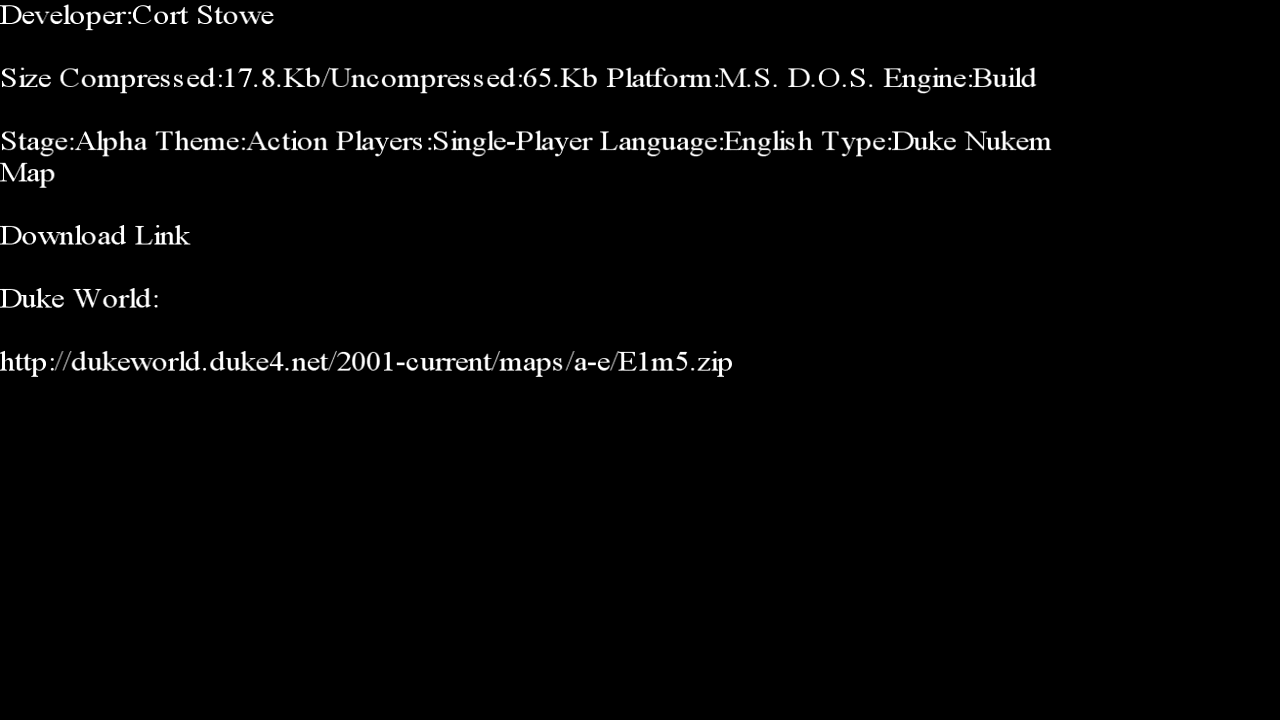 Developer:Cort Stowe
Size Compressed:17.8.Kb/Uncompressed:65.Kb Platform:M.S. D.O.S. Engine:Build
Stage:Alpha Theme:Action Players:Single-Player Language:English Type:Duke Nukem
Map
Download Link
Duke World:
http://dukeworld.duke4.net/2001-current/maps/a-e/E1m5.zip